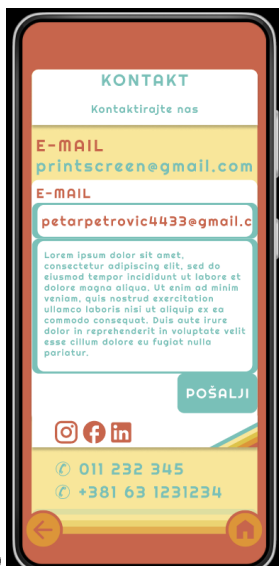 KONTAKT
Kontaktirajte nas
E-MAIL
printscreen@gmail.com
E-MAIL
petarpetrovic4433@gmail.c
Lorem ipsum dolor sit amet,
consectetur adipiscing elit, sed do
eiusmod tempor incididunt ut labore et
dolore magna aliqua. Ut enim ad minim
veniam, quis nostrud exercitation
ullamco laboris nisi ut aliquip ex ea
commodo consequat. Duis aute irure
dolor in reprehenderit in voluptate velit
esse cillum dolore eu fugiat nulla
pariatur.
POŠALJI
011 232 345
+381 63 1231234